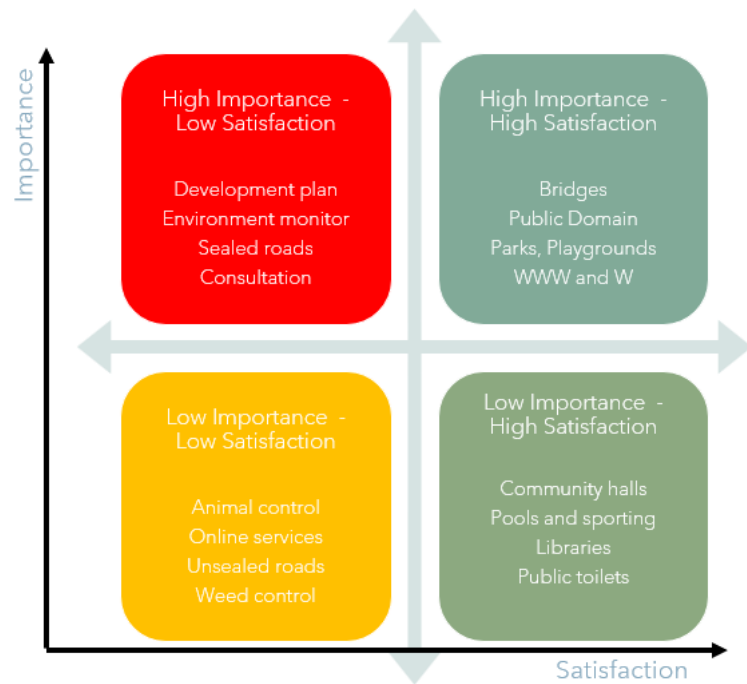 Importance
High Importance -
Low Satisfaction
Development plan
Environment monitor
Sealed roads
Consultation
High Importance -
High Satisfaction
Bridges
Public Domain
Parks, Playgrounds
WWW and W
Low Importance -
Low Satisfaction
Animal control
Online services
Unsealed roads
Weed control
Low Importance -
High Satisfaction
Community halls
Pools and sporting
Libraries
Public toilets
Satisfaction